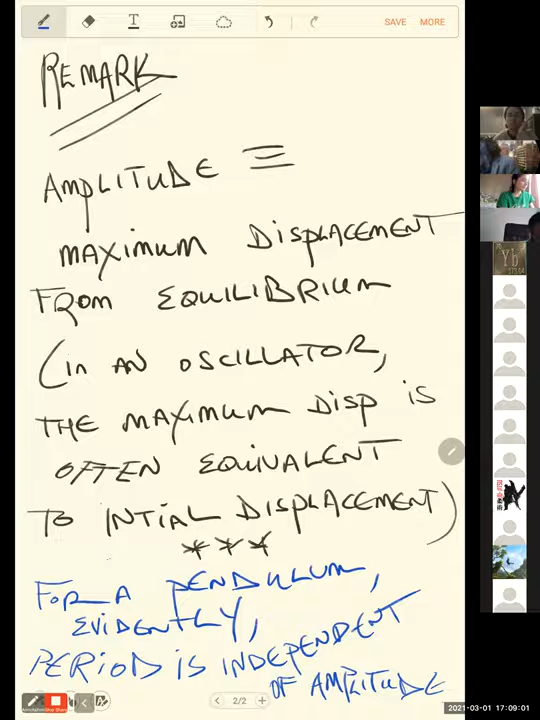 SAVE MORE
REMARK
AMPLITUDE ≡
MAXIMUM DISPLACEMENT
FROM EQUILIBRIUM
(in AN OSCILLATOR,
THE MAXIMUM DISP is
OFTEN EQUIVALENT
TO INTIAL DISPLACEMENT)
***
FOR A PENDULUM,
EVIDENTLY,
PERIOD IS INDEPENDENT
OF AMPLITUDE
2/2
Yb
2021-03-01 17:09:01